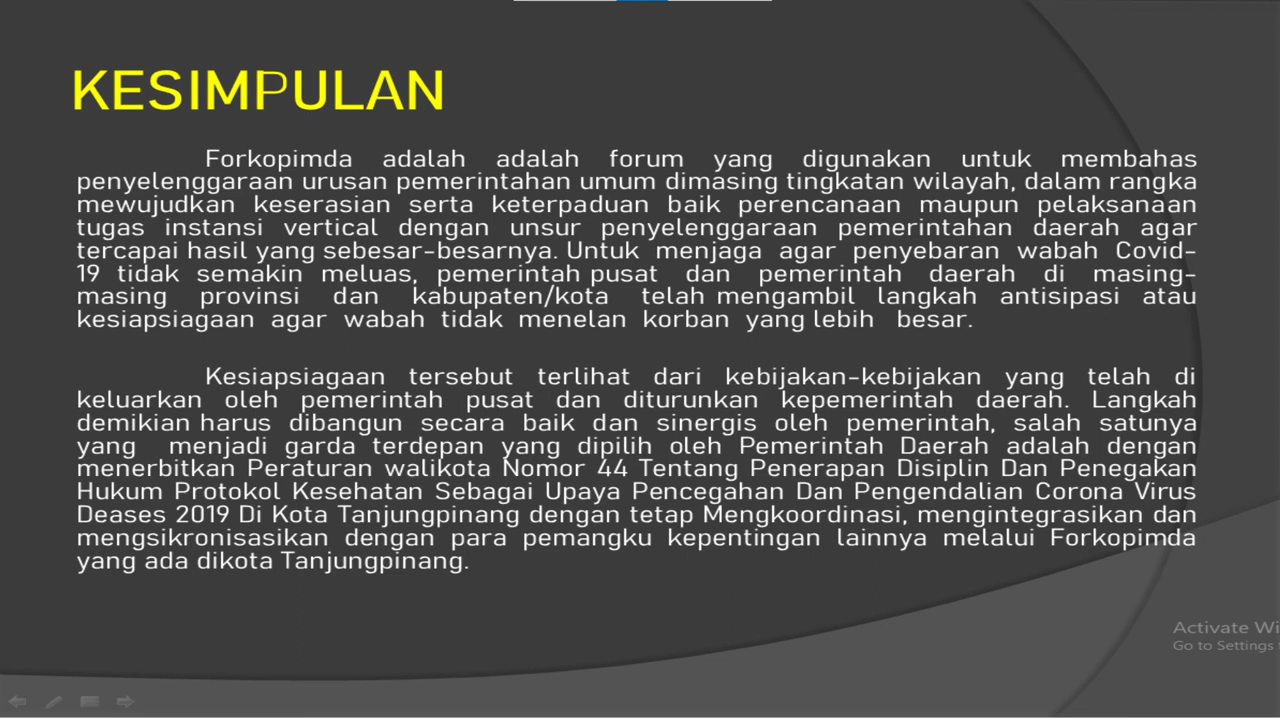 KESIMPULAN
Forkopimda adalah adalah forum yang digunakan untuk membahas
penyelenggaraan urusan pemerintahan umum dimasing tingkatan wilayah, dalam rangka
mewujudkan keserasian serta keterpaduan baik perencanaan maupun pelaksanaan
tugas instansi vertical dengan unsur penyelenggaraan pemerintahan daerah agar
tercapai hasil yang sebesar-besarnya. Untuk menjaga agar penyebaran wabah Covid-
19 tidak semakin meluas, pemerintah pusat dan pemerintah daerah di masing-
masing provinsi dan kabupaten/kota telah mengambil langkah antisipasi atau
kesiapsiagaan agar wabah tidak menelan korban yang lebih besar.
Kesiapsiagaan tersebut terlihat dari kebijakan-kebijakan yang telah di
keluarkan oleh pemerintah pusat dan diturunkan kepemerintah daerah. Langkah
demikian harus dibangun secara baik dan sinergis oleh pemerintah, salah satunya
yang menjadi garda terdepan yang dipilih oleh Pemerintah Daerah adalah dengan
menerbitkan Peraturan walikota Nomor 44 Tentang Penerapan Disiplin Dan Penegakan
Hukum Protokol Kesehatan Sebagai Upaya Pencegahan Dan Pengendalian Corona Virus
Deases 2019 Di Kota Tanjungpinang dengan tetap Mengkoordinasi, mengintegrasikan dan
mengsikronisasikan dengan para pemangku kepentingan lainnya melalui Forkopimda
yang ada dikota Tanjungpinang.
Activate Wi
Go to Settings